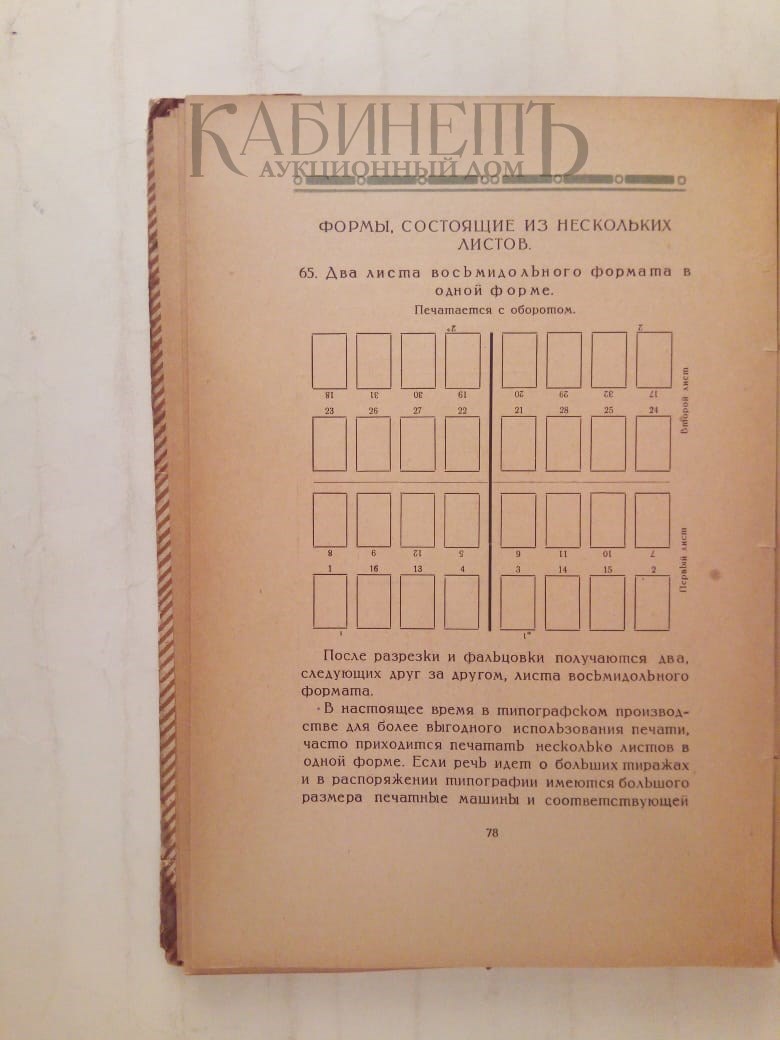 КАБИНЕТЪ
АУКЦИОННЫЙ ДОМ
ФОРМЫ, СОСТОЯЩИЕ ИЗ НЕСКОЛЬКИХ
ЛИСТОВ.
65. Два листа восьмидольного формата в
одной форме.
Печатается с оборотом.
2* 2
18 31 30 19 20 29 32 17
23 26 27 22 21 28 25 24
Второй лист
8 9 12 5 6 11 10 7
1 16 13 4 3 14 15 2
Первый лист
1 1*
После разрезки и фальцовки получаются два,
следующих друг за другом, листа восьмидольного
формата.
В настоящее время в типографском производ-
стве для более выгодного использования печати,
часто приходится печатать несколько листов в
одной форме. Если речь идет о больших тиражах
и в распоряжении типографии имеются большого
размера печатные машины и соответствующей
78